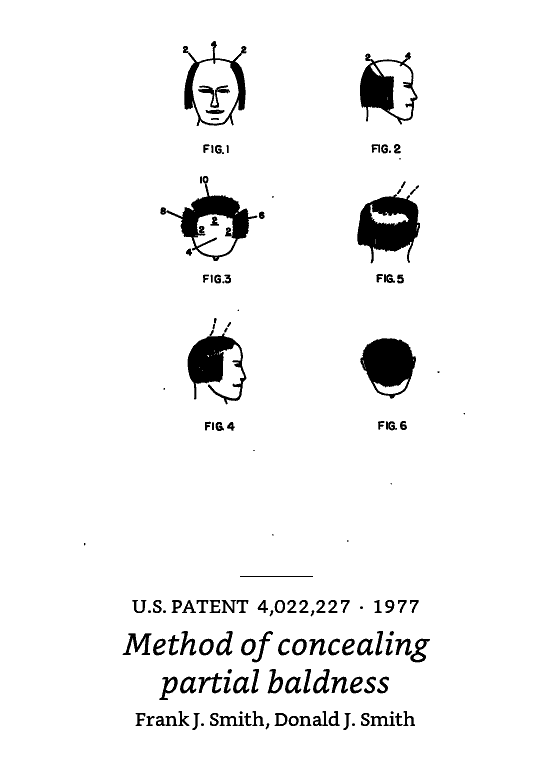 2 4 2
2 4
FIG.1
FIG. 2
10
8 6
2
2 2
4
FIG.3
FIG.5
FIG. 4
FIG. 6
U.S. PATENT 4,022,227 · 1977
Method of concealing
partial baldness
Frank J. Smith, Donald J. Smith